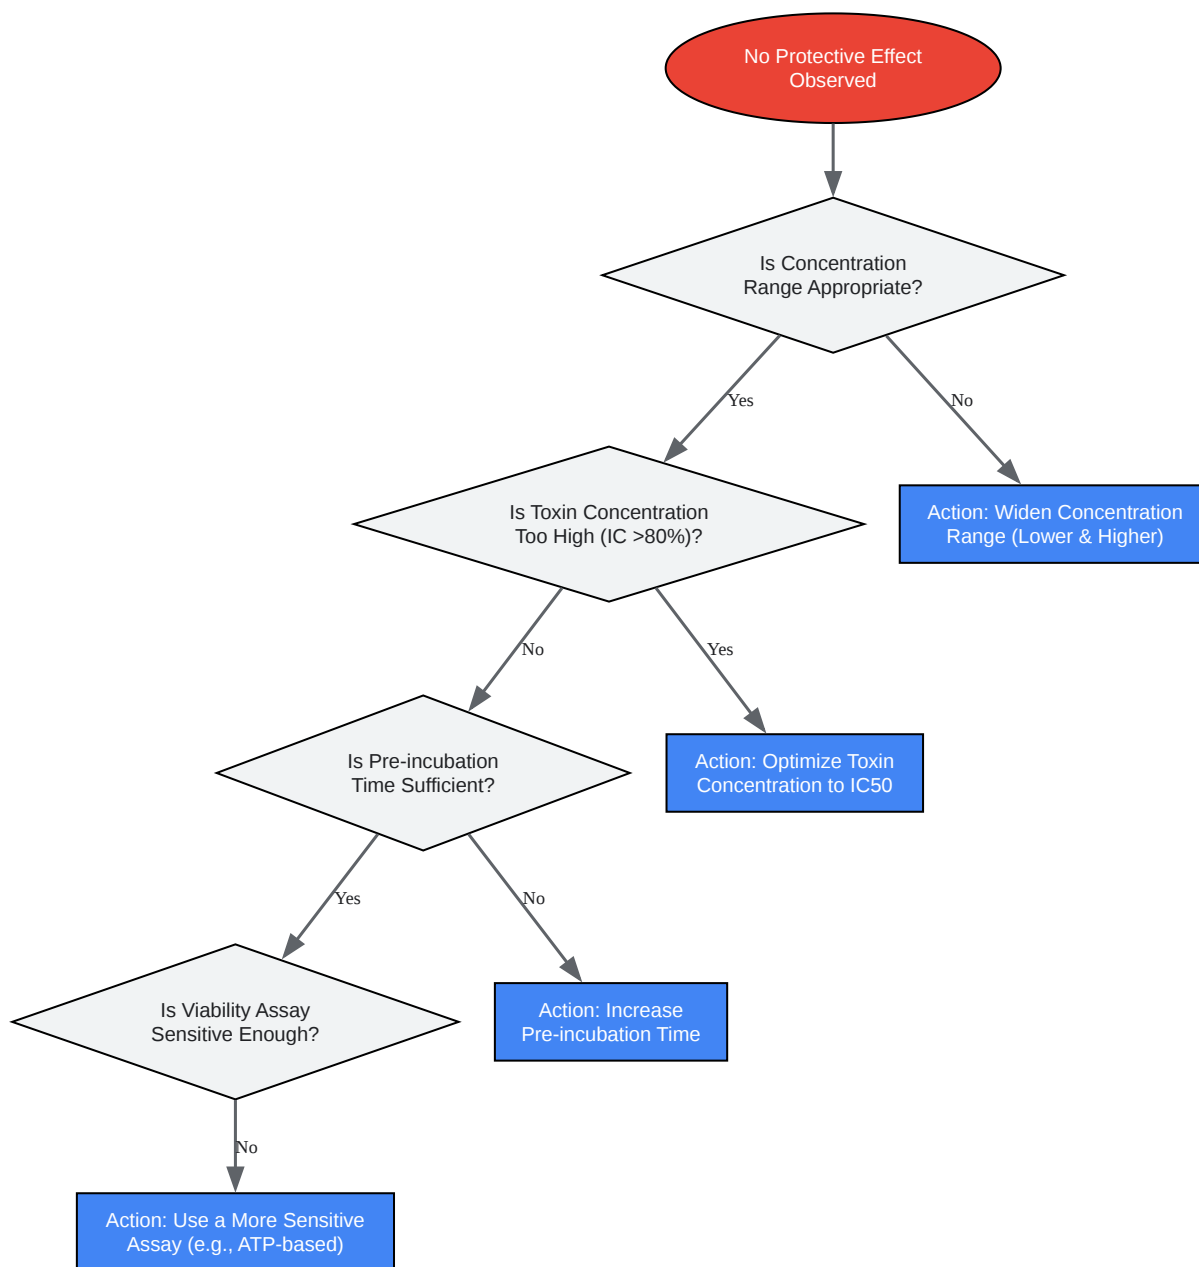 No Protective Effect
Observed
Is Concentration
Range Appropriate?
Yes
No
Is Toxin Concentration
Too High (IC >80%)?
Action: Widen Concentration
Range (Lower & Higher)
No
Yes
Is Pre-incubation
Time Sufficient?
Action: Optimize Toxin
Concentration to IC50
Yes
No
Is Viability Assay
Sensitive Enough?
Action: Increase
Pre-incubation Time
No
Action: Use a More Sensitive
Assay (e.g., ATP-based)